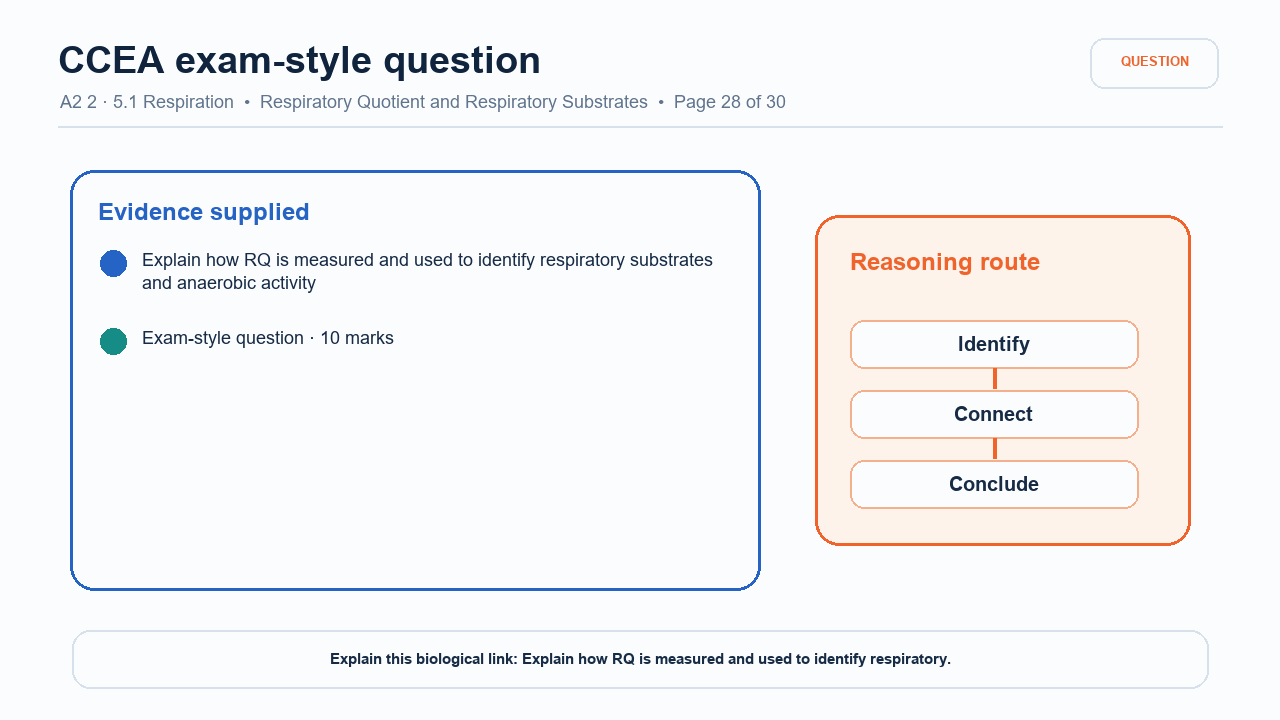 CCEA exam-style question
QUESTION
A2 2 · 5.1 Respiration • Respiratory Quotient and Respiratory Substrates • Page 28 of 30
Evidence supplied
Explain how RQ is measured and used to identify respiratory substrates
and anaerobic activity
Exam-style question · 10 marks
Reasoning route
Identify
Connect
Conclude
Explain this biological link: Explain how RQ is measured and used to identify respiratory.